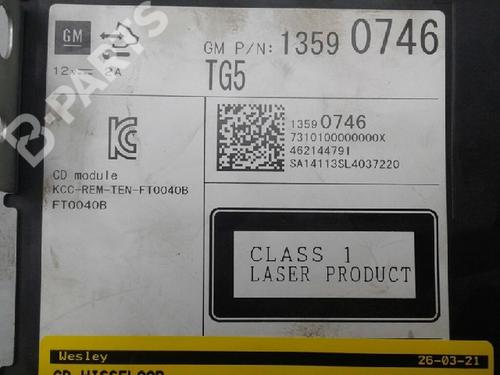 GM
GM P/N: 1359 0746
12V 2A
TG5
1359 0746
7310100000000X
46214479I
SA14113SL4037220
CD module
KCC-REM-TEN-FT0040B
FT0040B
CLASS 1
LASER PRODUCT
Wesley 26-03-21
B-PARTS